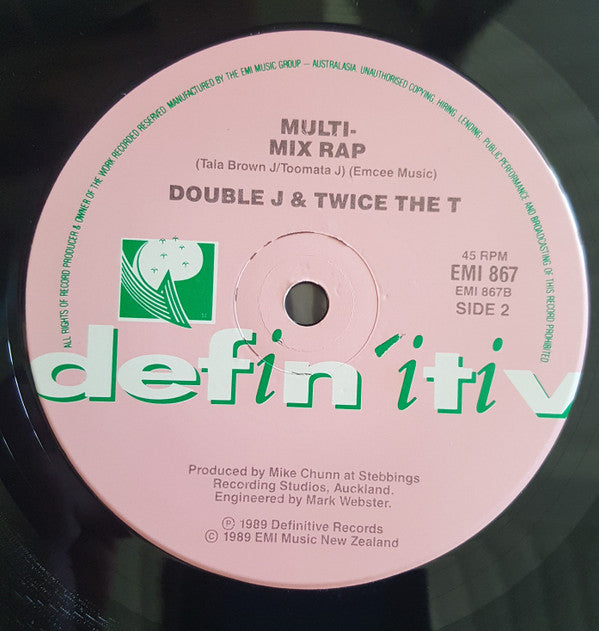 ALL RIGHTS OF RECORD PRODUCER & OWNER OF THE WORK RECORDED RESERVED. MANUFACTURED BY THE EMI MUSIC GROUP – AUSTRALASIA. UNAUTHORISED COPYING, HIRING, LENDING, PUBLIC PERFORMANCE AND BROADCASTING OF THIS RECORD PROHIBITED
MULTI-
MIX RAP
(Tala Brown J/Toomata J) (Emcee Music)
DOUBLE J & TWICE THE T
45 RPM
EMI 867
EMI 867B
SIDE 2
defin´itiv
Produced by Mike Chunn at Stebbings
Recording Studios, Auckland.
Engineered by Mark Webster.
Ⓟ 1989 Definitive Records
© 1989 EMI Music New Zealand